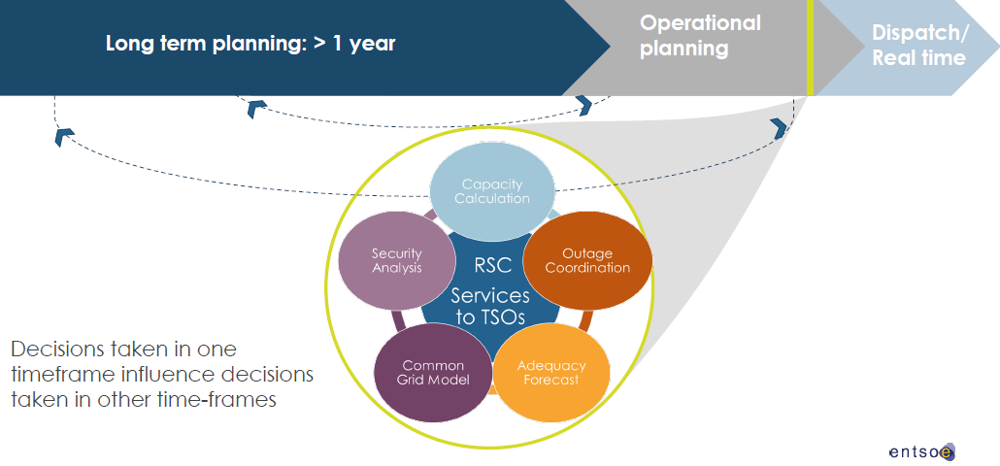 Long term planning: > 1 year
Operational
planning
Dispatch/
Real time
Capacity
Calculation
Security
Analysis
Outage
Coordination
RSC
Services
to TSOs
Common
Grid Model
Adequacy
Forecast
Decisions taken in one
timeframe influence decisions
taken in other time-frames
entsoe